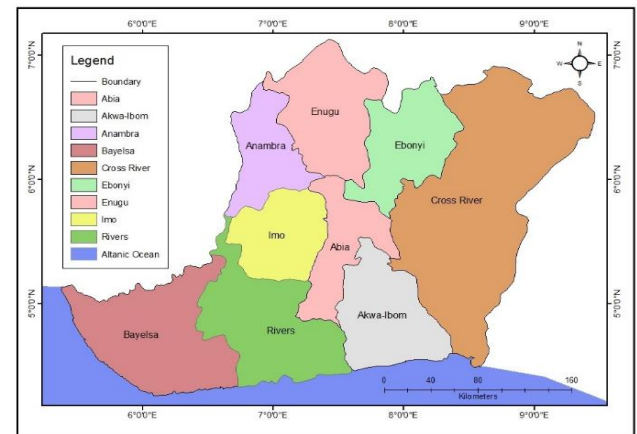 6°0'0"E 7°0'0"E 8°0'0"E 9°0'0"E
7°0'0"N
6°0'0"N
5°0'0"N
Legend
Boundary
Abia
Akwa-Ibom
Anambra
Bayelsa
Cross River
Ebonyi
Enugu
Imo
Rivers
Altanic Ocean
N
W E
S
Enugu
Anambra
Ebonyi
Cross River
Imo
Abia
Akwa-Ibom
Rivers
Bayelsa
0 40 80 160
Kilometers
7°0'0"N
6°0'0"N
5°0'0"N
6°0'0"E 7°0'0"E 8°0'0"E 9°0'0"E